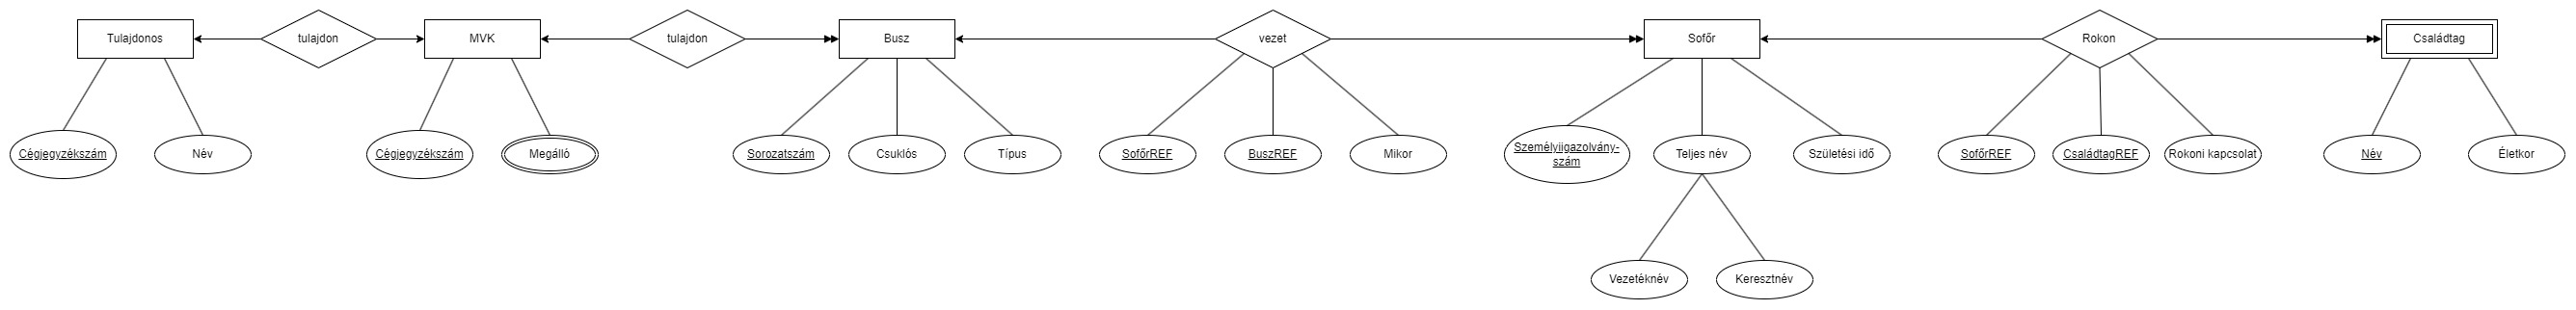 Tulajdonos
tulajdon
MVK
tulajdon
Busz
vezet
Sofőr
Rokon
Családtag
Cégjegyzékszám
Név
Cégjegyzékszám
Megálló
Sorozatszám
Csuklós
Típus
SofőrREF
BuszREF
Mikor
Személyiigazolvány-
szám
Teljes név
Születési idő
SofőrREF
CsaládtagREF
Rokoni kapcsolat
Név
Életkor
Vezetéknév
Keresztnév